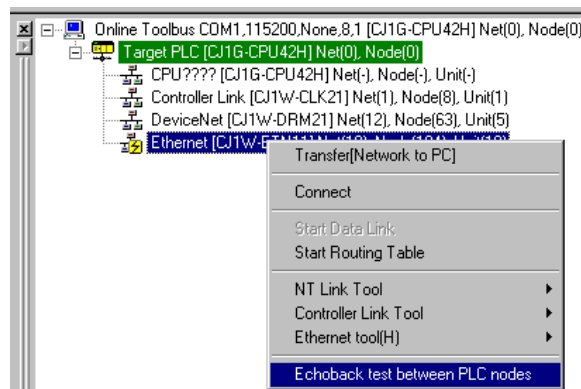 Online Toolbus COM1,115200,None,8,1 [CJ1G-CPU42H] Net(0), Node(0)
Target PLC [CJ1G-CPU42H] Net(0), Node(0)
CPU???? [CJ1G-CPU42H] Net(-), Node(-), Unit(-)
Controller Link [CJ1W-CLK21] Net(1), Node(8), Unit(1)
DeviceNet [CJ1W-DRM21] Net(12), Node(63), Unit(5)
Ethernet
Transfer[Network to PC]
Connect
Start Data Link
Start Routing Table
NT Link Tool
Controller Link Tool
Ethernet tool(H)
Echoback test between PLC nodes